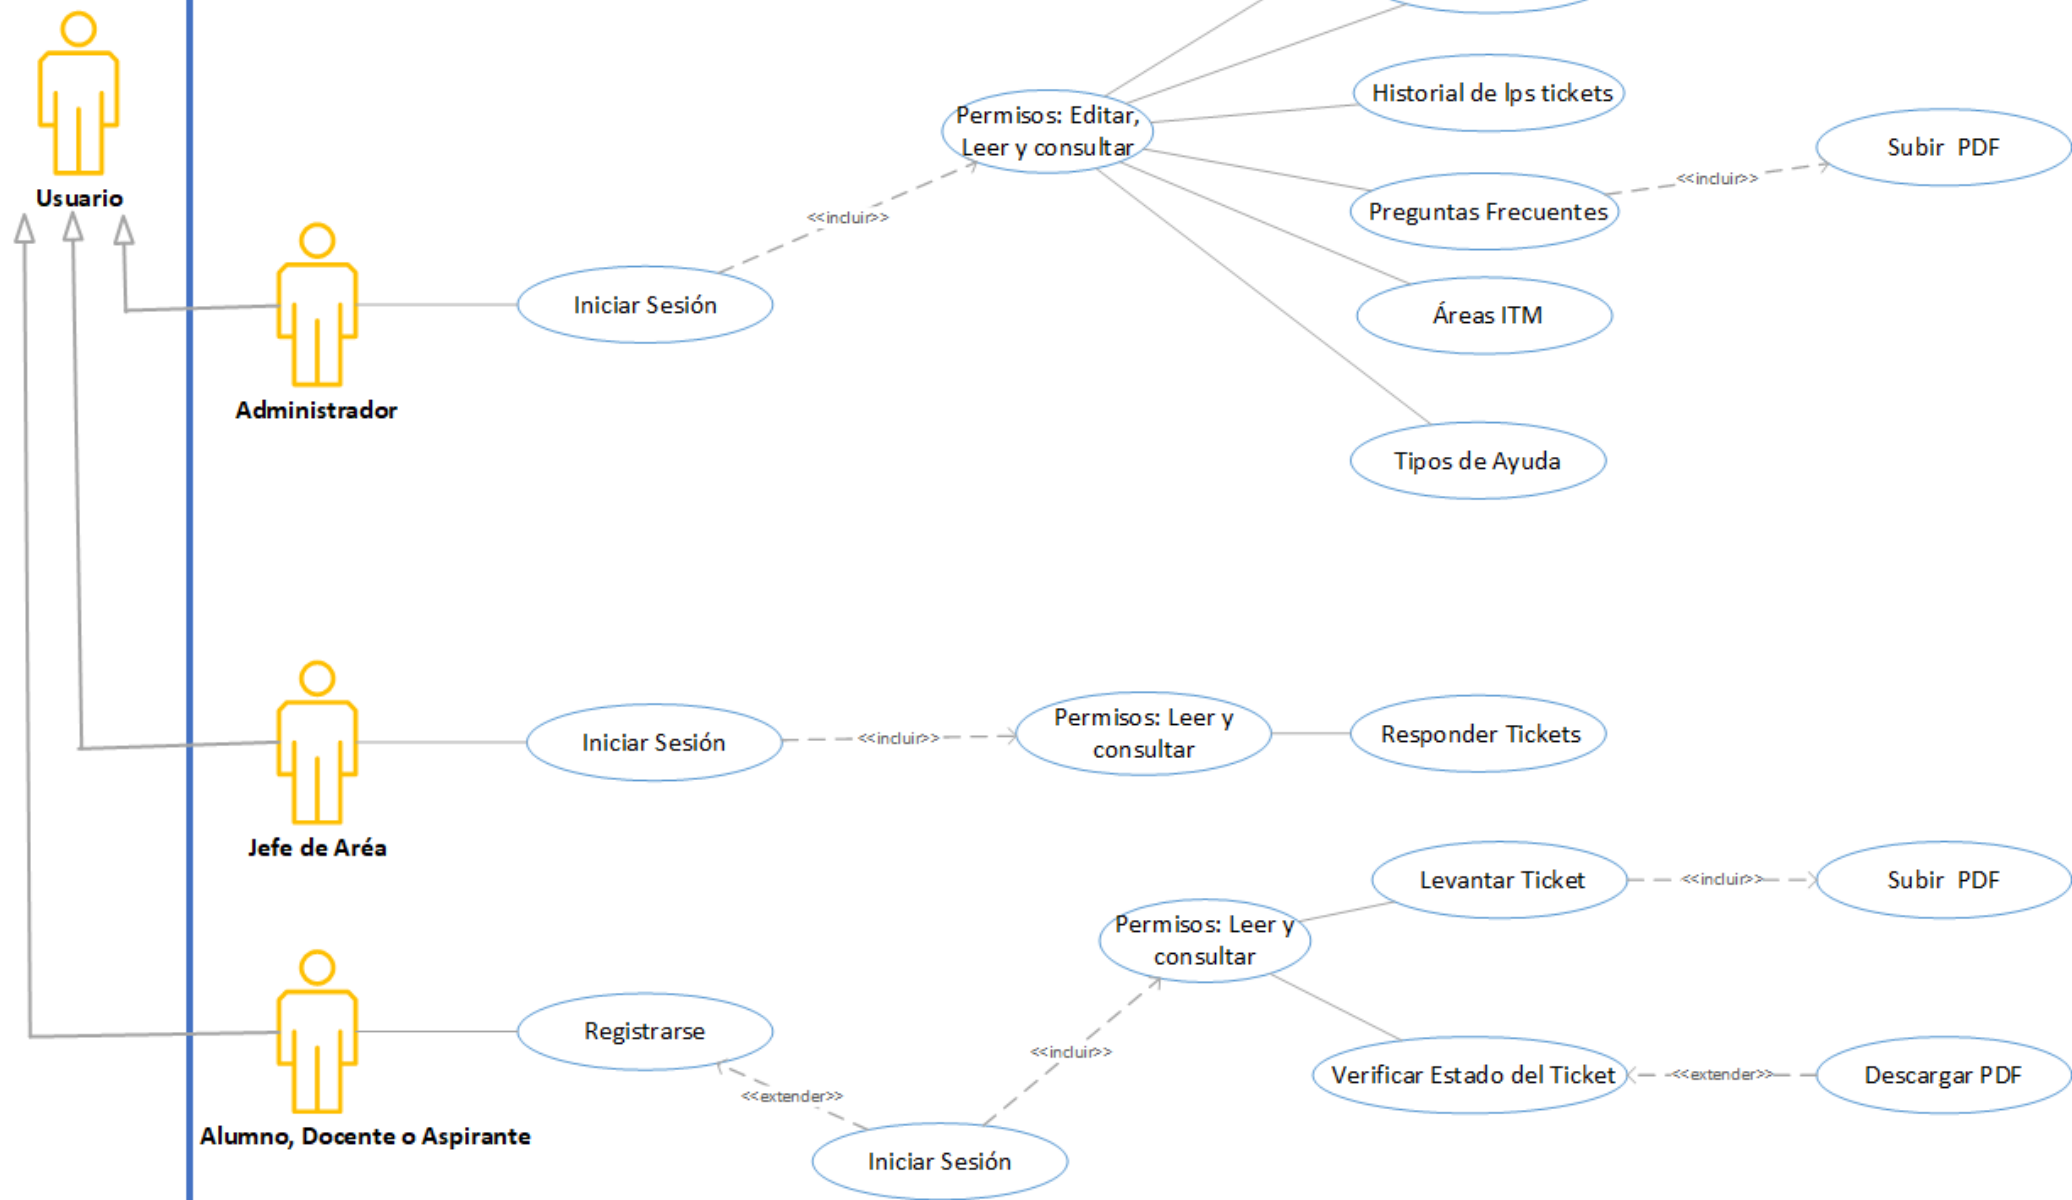 Usuario
Permisos: Editar,
Leer y consultar
Historial de lps tickets
Subir  PDF
<<incluir>>
Preguntas Frecuentes
<<incluir>>
Iniciar Sesión
Áreas ITM
Administrador
Tipos de Ayuda
Iniciar Sesión
<<incluir>>
Permisos: Leer y
consultar
Responder Tickets
Jefe de Aréa
Levantar Ticket
<<incluir>>
Subir  PDF
Permisos: Leer y
consultar
Registrarse
<<incluir>>
<<extender>>
Verificar Estado del Ticket
<<extender>>
Descargar PDF
Alumno, Docente o Aspirante
Iniciar Sesión